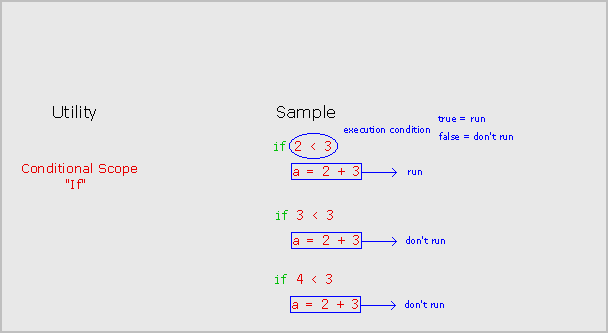 Utility
Sample
true = run
execution condition
false = don't run
if 2 < 3
Conditional Scope
"If"
a = 2 + 3
run
if 3 < 3
a = 2 + 3
don't run
if 4 < 3
a = 2 + 3
don't run